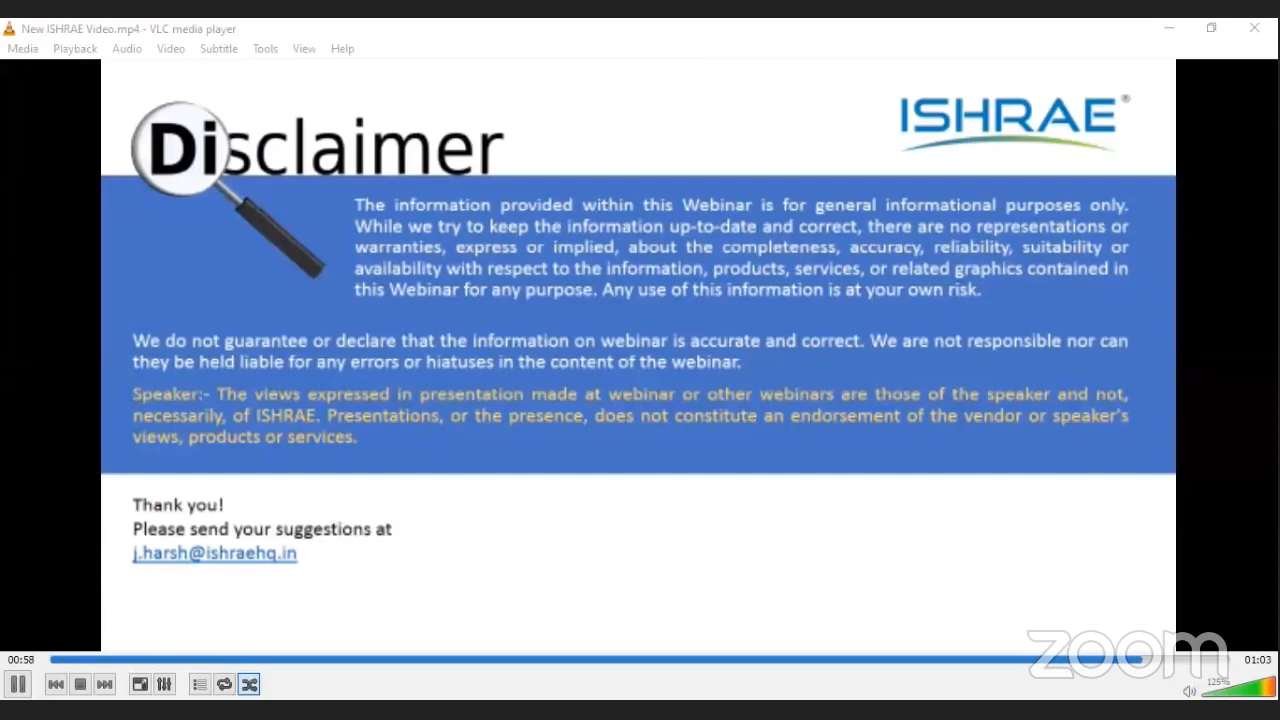 New ISHRAE Video.mp4 - VLC media player
Media Playback Audio Video Subtitle Tools View Help
Disclaimer
ISHRAE®
The information provided within this Webinar is for general informational purposes only.
While we try to keep the information up-to-date and correct, there are no representations or
warranties, express or implied, about the completeness, accuracy, reliability, suitability or
availability with respect to the information, products, services, or related graphics contained in
this Webinar for any purpose. Any use of this information is at your own risk.
We do not guarantee or declare that the information on webinar is accurate and correct. We are not responsible nor can
they be held liable for any errors or hiatuses in the content of the webinar.
Speaker:- The views expressed in presentation made at webinar or other webinars are those of the speaker and not,
necessarily, of ISHRAE. Presentations, or the presence, does not constitute an endorsement of the vendor or speaker's
views, products or services.
Thank you!
Please send your suggestions at
j.harsh@ishraehq.in
zoom
00:58
01:03
125%